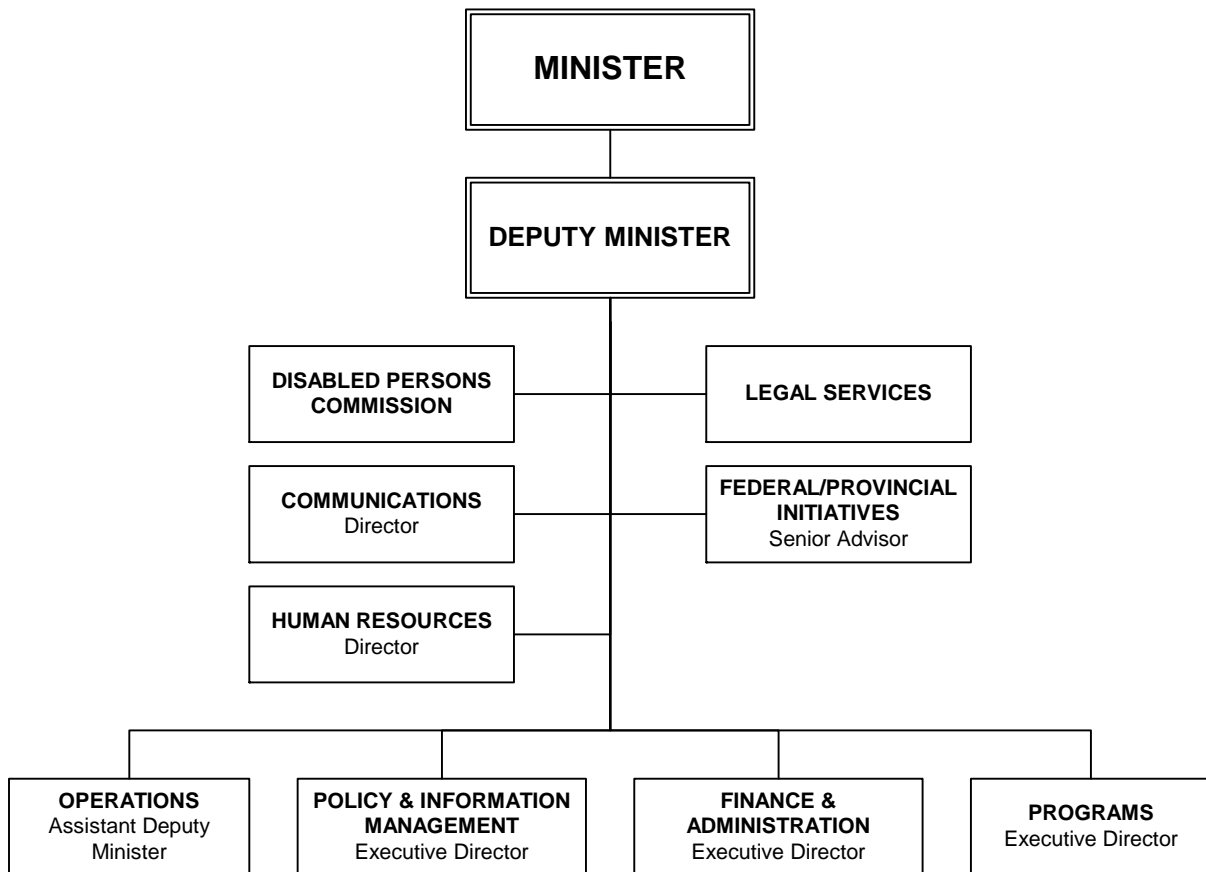 MINISTER
DEPUTY MINISTER
DISABLED PERSONS
COMMISSION
LEGAL SERVICES
COMMUNICATIONS
Director
FEDERAL/PROVINCIAL
INITIATIVES
Senior Advisor
HUMAN RESOURCES
Director
OPERATIONS
Assistant Deputy
Minister
POLICY & INFORMATION
MANAGEMENT
Executive Director
FINANCE &
ADMINISTRATION
Executive Director
PROGRAMS
Executive Director